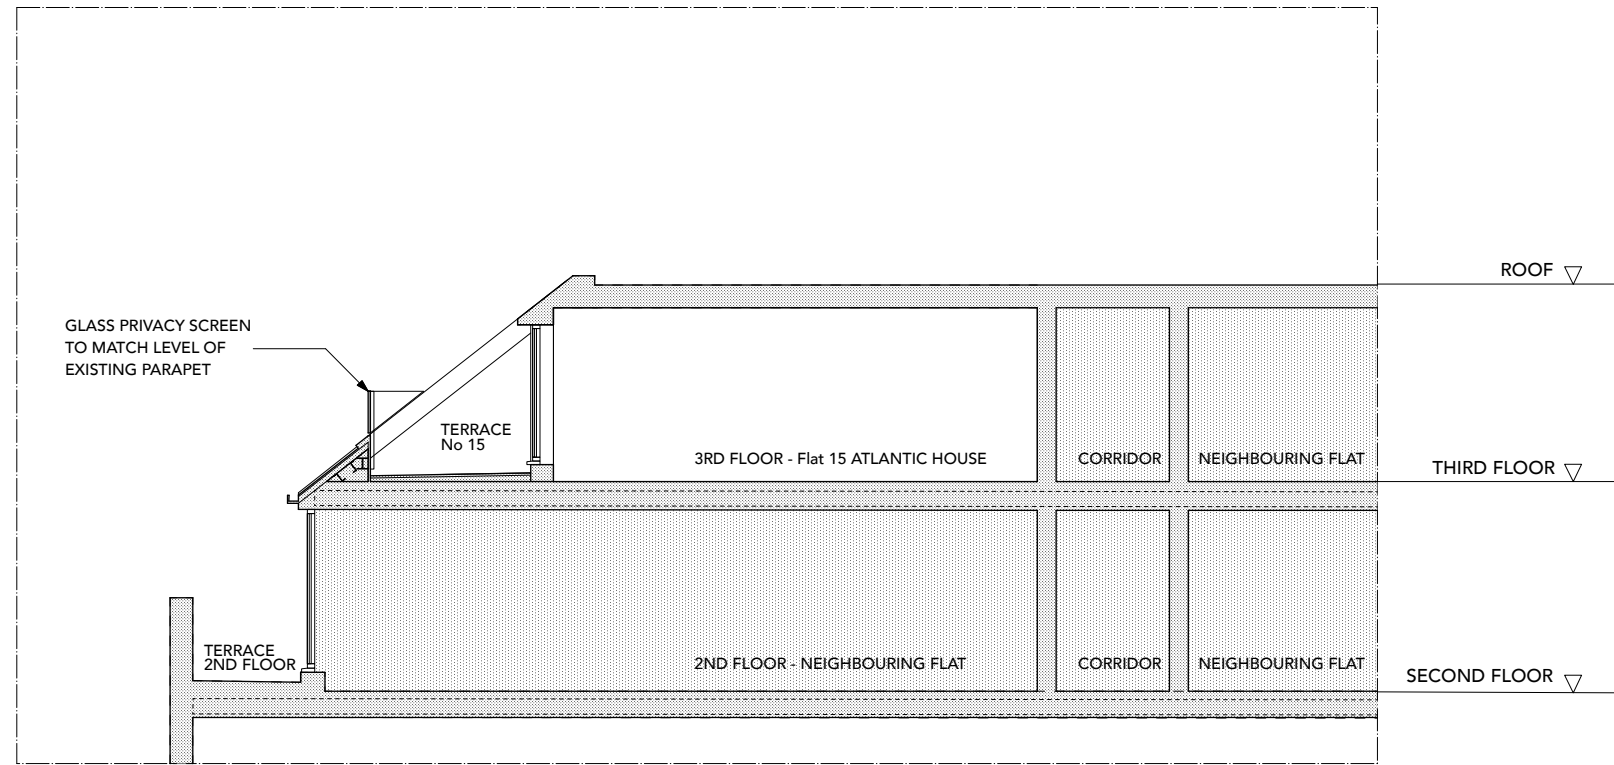 ROOF
GLASS PRIVACY SCREEN
TO MATCH LEVEL OF
EXISTING PARAPET
TERRACE
No 15
3RD FLOOR - Flat 15 ATLANTIC HOUSE
CORRIDOR
NEIGHBOURING FLAT
THIRD FLOOR
TERRACE
2ND FLOOR
2ND FLOOR - NEIGHBOURING FLAT
CORRIDOR
NEIGHBOURING FLAT
SECOND FLOOR